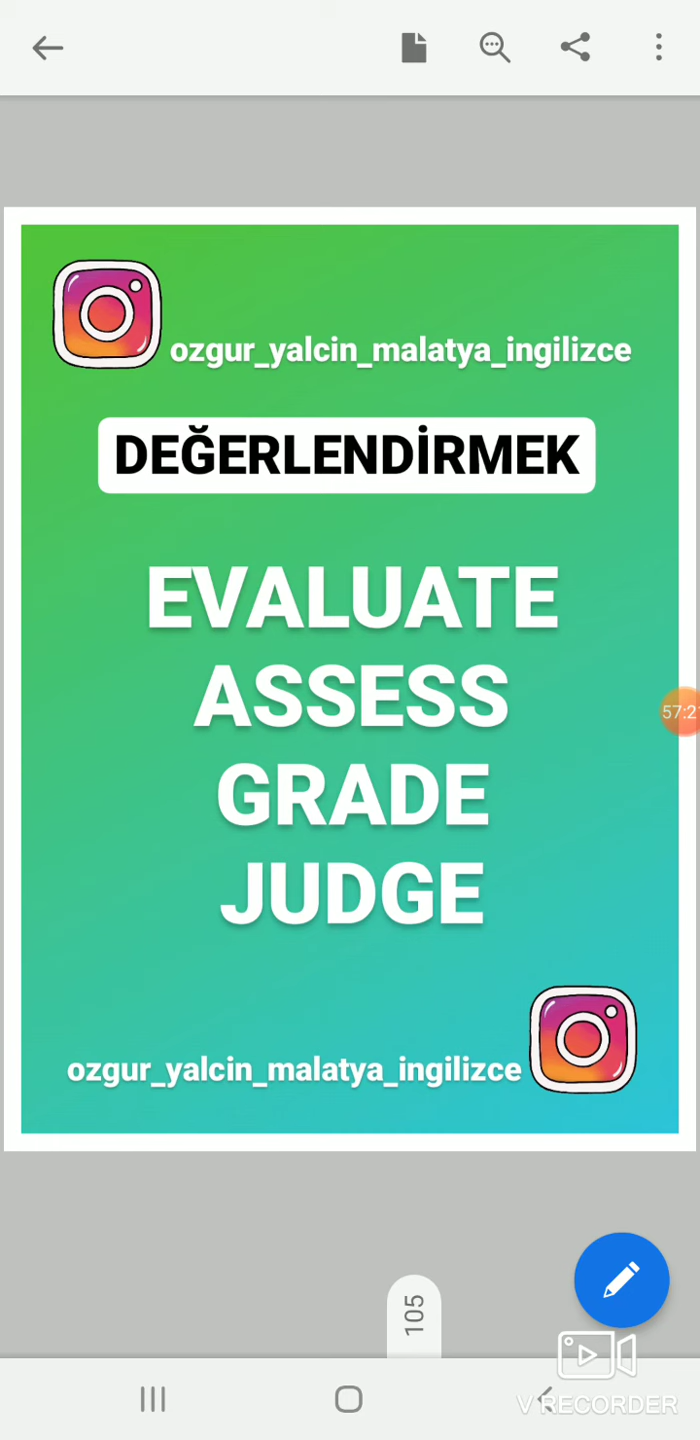 ozgur_yalcin_malatya_ingilizce
DEĞERLENDİRMEK
EVALUATE
ASSESS
GRADE
JUDGE
ozgur_yalcin_malatya_ingilizce
105
V RECORDER